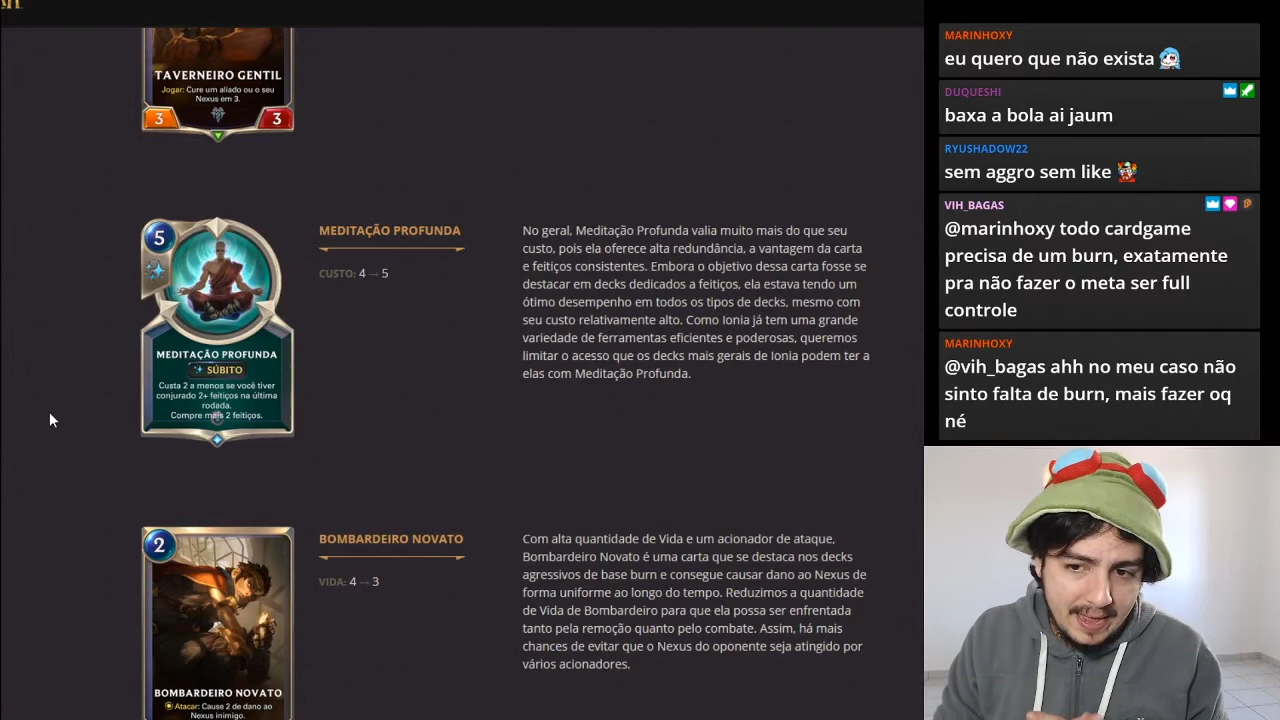 TAVERNEIRO GENTIL
Jogar: Cure um aliado ou o seu
Nexus em 3.
3
3
5
MEDITAÇÃO PROFUNDA
SÚBITO
Custa 2 a menos se você tiver
conjurado 2+ feitiços na última
rodada.
Compre mais 2 feitiços.
MEDITAÇÃO PROFUNDA
CUSTO: 4 → 5
No geral, Meditação Profunda valia muito mais do que seu
custo, pois ela oferece alta redundância, a vantagem da carta
e feitiços consistentes. Embora o objetivo dessa carta fosse se
destacar em decks dedicados a feitiços, ela estava tendo um
ótimo desempenho em todos os tipos de decks, mesmo com
seu custo relativamente alto. Como Ionia já tem uma grande
variedade de ferramentas eficientes e poderosas, queremos
limitar o acesso que os decks mais gerais de Ionia podem ter a
elas com Meditação Profunda.
2
BOMBARDEIRO NOVATO
Atacar: Cause 2 de dano ao
Nexus inimigo.
BOMBARDEIRO NOVATO
VIDA: 4 → 3
Com alta quantidade de Vida e um acionador de ataque,
Bombardeiro Novato é uma carta que se destaca nos decks
agressivos de base burn e consegue causar dano ao Nexus de
forma uniforme ao longo do tempo. Reduzimos a quantidade
de Vida de Bombardeiro para que ela possa ser enfrentada
tanto pela remoção quanto pelo combate. Assim, há mais
chances de evitar que o Nexus do oponente seja atingido por
vários acionadores.
MARINHOXY
eu quero que não exista
DUQUESHI
baxa a bola ai jaum
RYUSHADOW22
sem aggro sem like
VIH_BAGAS
@marinhoxy todo cardgame
precisa de um burn, exatamente
pra não fazer o meta ser full
controle
MARINHOXY
@vih_bagas ahh no meu caso não
sinto falta de burn, mais fazer oq
né